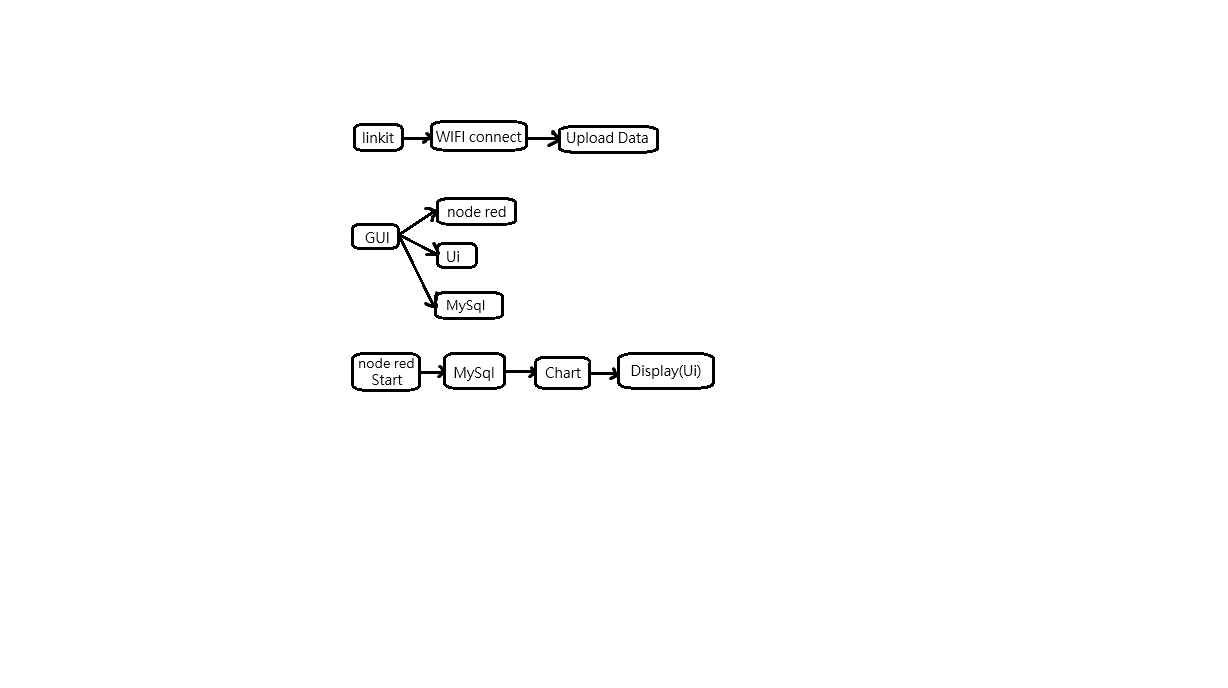 linkit
WIFI connect
Upload Data
node red
GUI
Ui
MySql
node red
Start
MySql
Chart
Display(Ui)